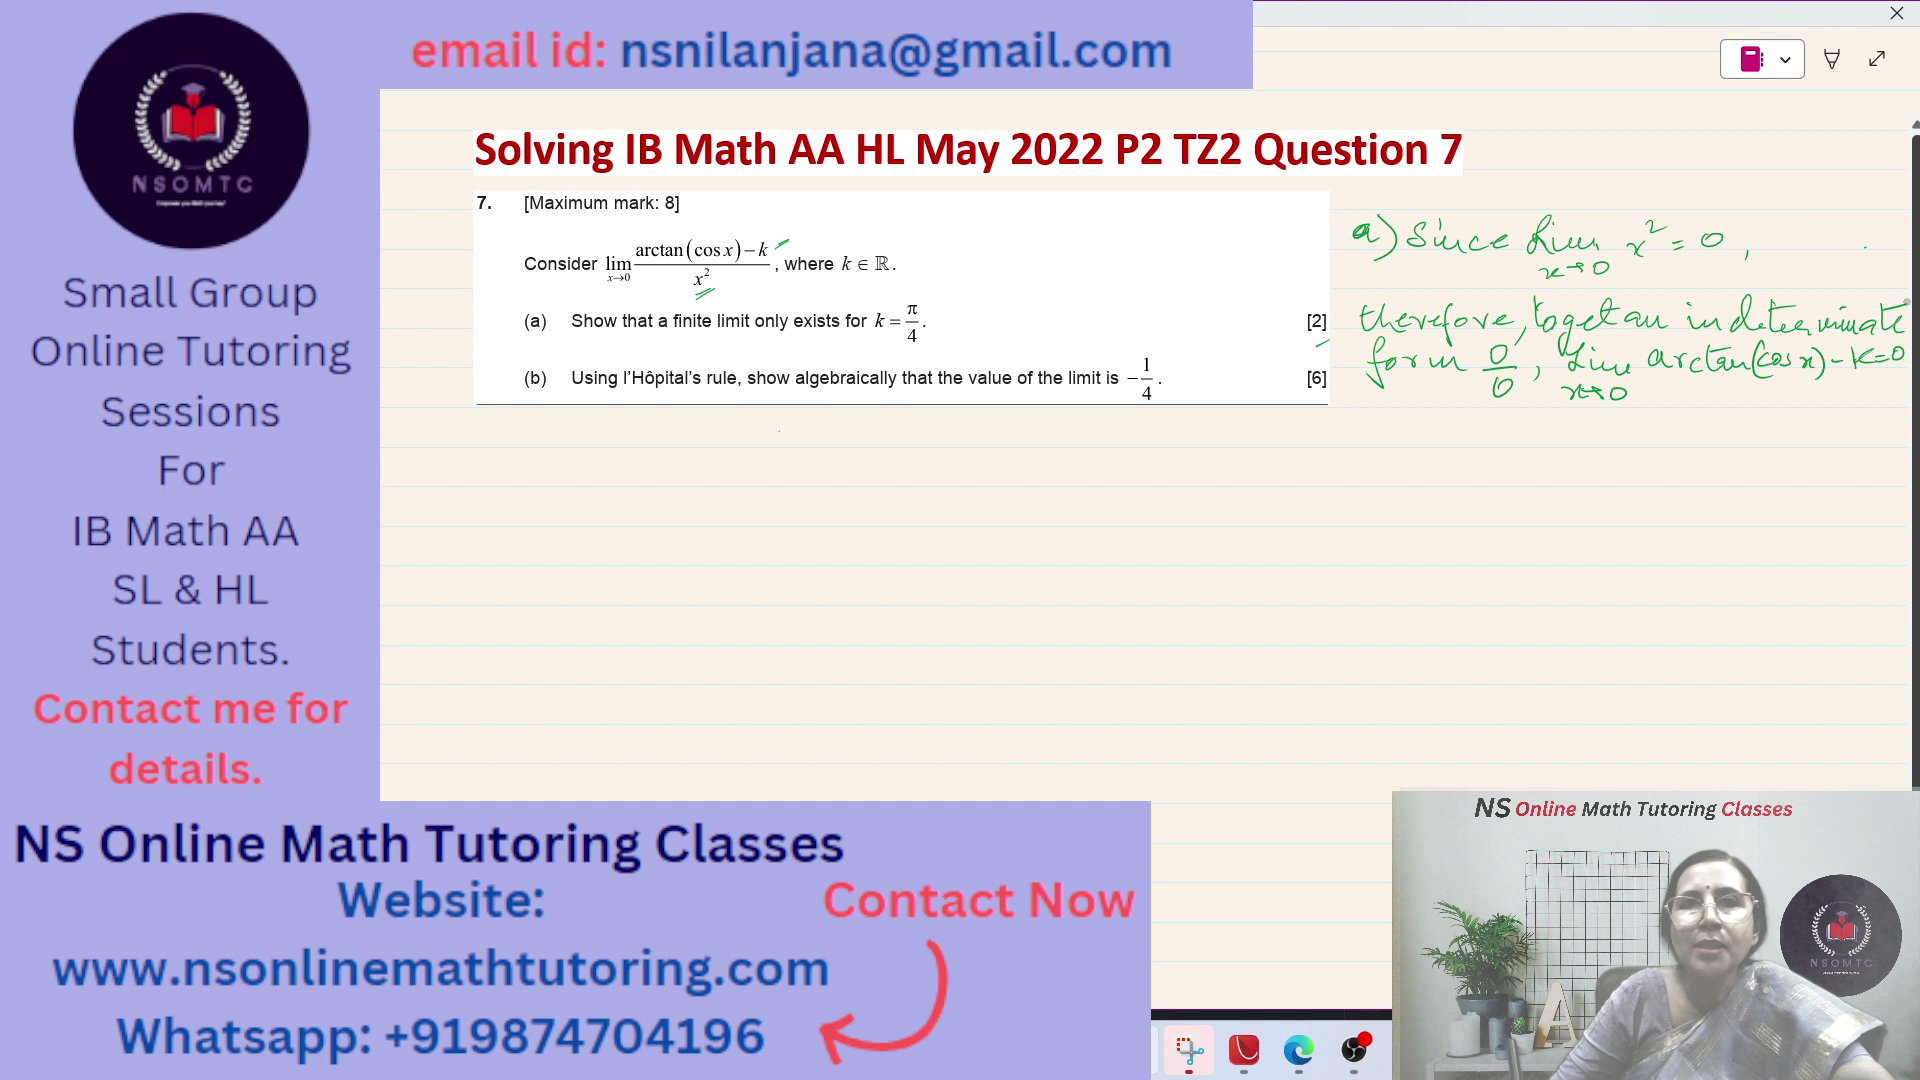 NSOMTC
email id: nsnilanjana@gmail.com
Small Group
Online Tutoring
Sessions
For
IB Math AA
SL & HL
Students.
Contact me for
details.
Solving IB Math AA HL May 2022 P2 TZ2 Question 7
7. [Maximum mark: 8]
Consider lim x→0 (arctan(cos x) − k) / x², where k ∈ ℝ.
(a) Show that a finite limit only exists for k = π/4. [2]
(b) Using l’Hôpital’s rule, show algebraically that the value of the limit is −1/4. [6]
a) Since Lim x→0 x² = 0,
therefore, to get an indeterminate
form 0/0, Lim x→0 arctan(cos x) − k = 0
NS Online Math Tutoring Classes
Website:
www.nsonlinemathtutoring.com
Whatsapp: +919874704196
Contact Now
NS Online Math Tutoring Classes
A
NSOMTC